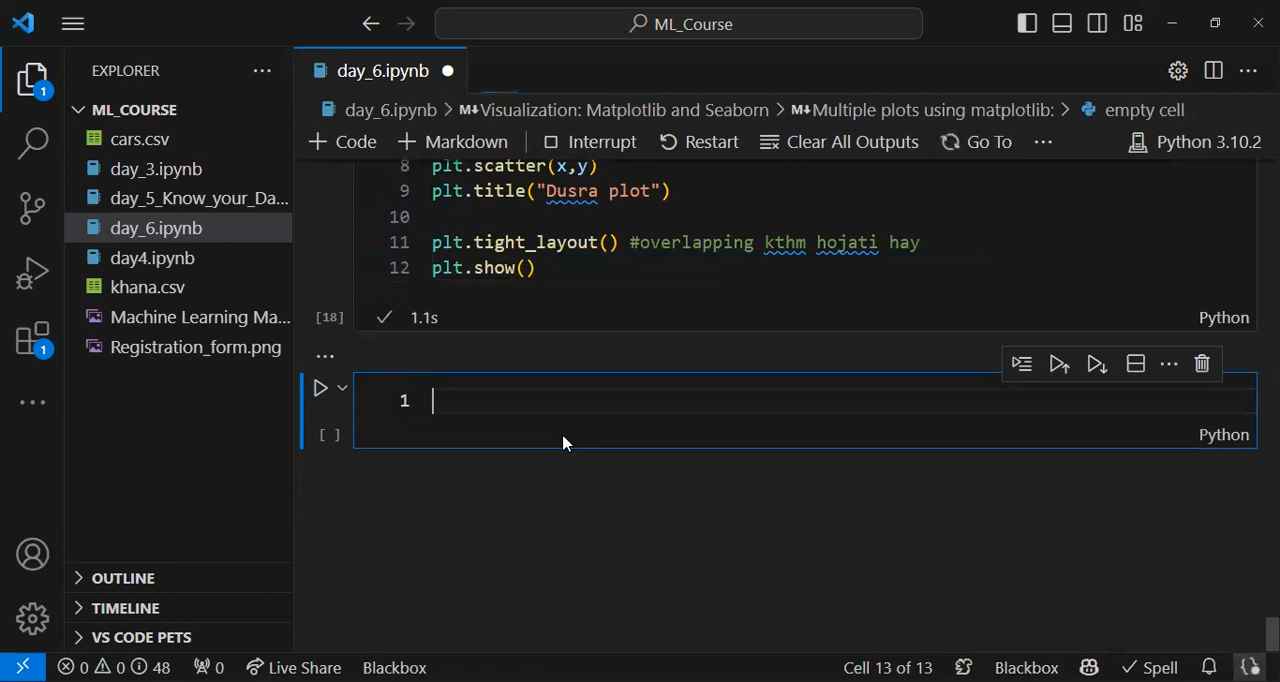 ML_Course
EXPLORER
ML_COURSE
cars.csv
day_3.ipynb
day_5_Know_your_Da...
day_6.ipynb
day4.ipynb
khana.csv
Machine Learning Ma...
Registration_form.png
OUTLINE
TIMELINE
VS CODE PETS
1
1
day_6.ipynb
day_6.ipynb > M↓Visualization: Matplotlib and Seaborn > M↓Multiple plots using matplotlib: > empty cell
+ Code + Markdown Interrupt Restart Clear All Outputs Go To ... Python 3.10.2
8 plt.scatter(x,y)
9 plt.title("Dusra plot")
10
11 plt.tight_layout() #overlapping kthm hojati hay
12 plt.show()
[18] 1.1s Python
1
[ ] Python
0 0 48 0 Live Share Blackbox Cell 13 of 13 Blackbox Spell